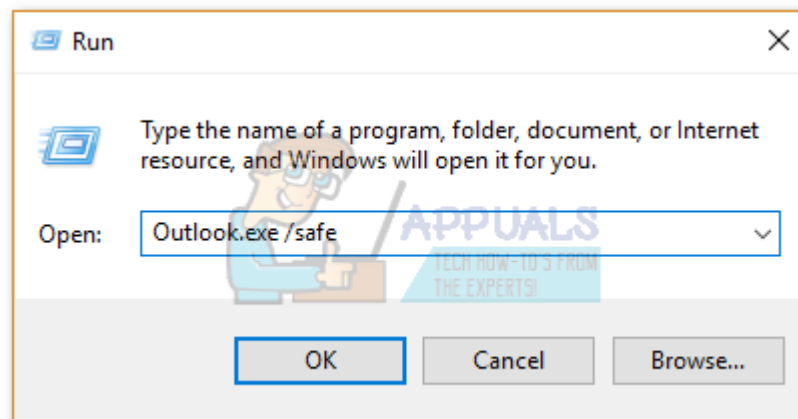 Run
Type the name of a program, folder, document, or Internet
resource, and Windows will open it for you.
Open:
Outlook.exe /safe
APPUALS
TECH HOW-TO'S FROM
THE EXPERTS!
OK
Cancel
Browse...